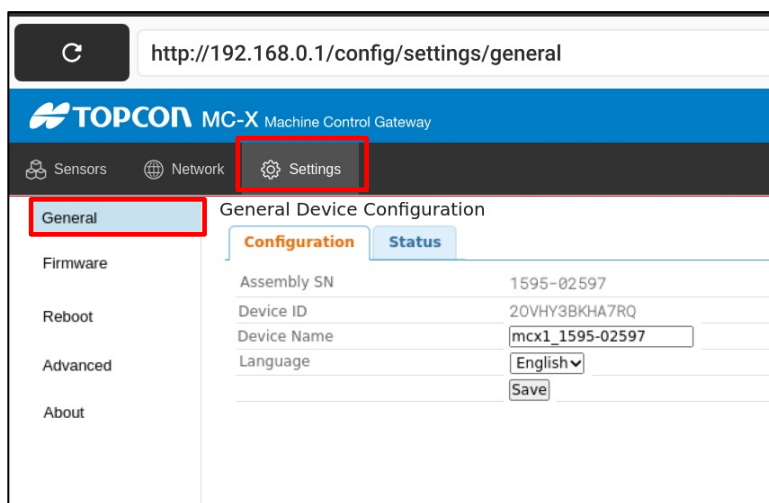 http://192.168.0.1/config/settings/general
TOPCON MC-X Machine Control Gateway
Sensors Network Settings
General
Firmware
Reboot
Advanced
About
General Device Configuration
Configuration Status
Assembly SN 1595-02597
Device ID 2OVHY3BKHA7RQ
Device Name mcx1_1595-02597
Language English
Save